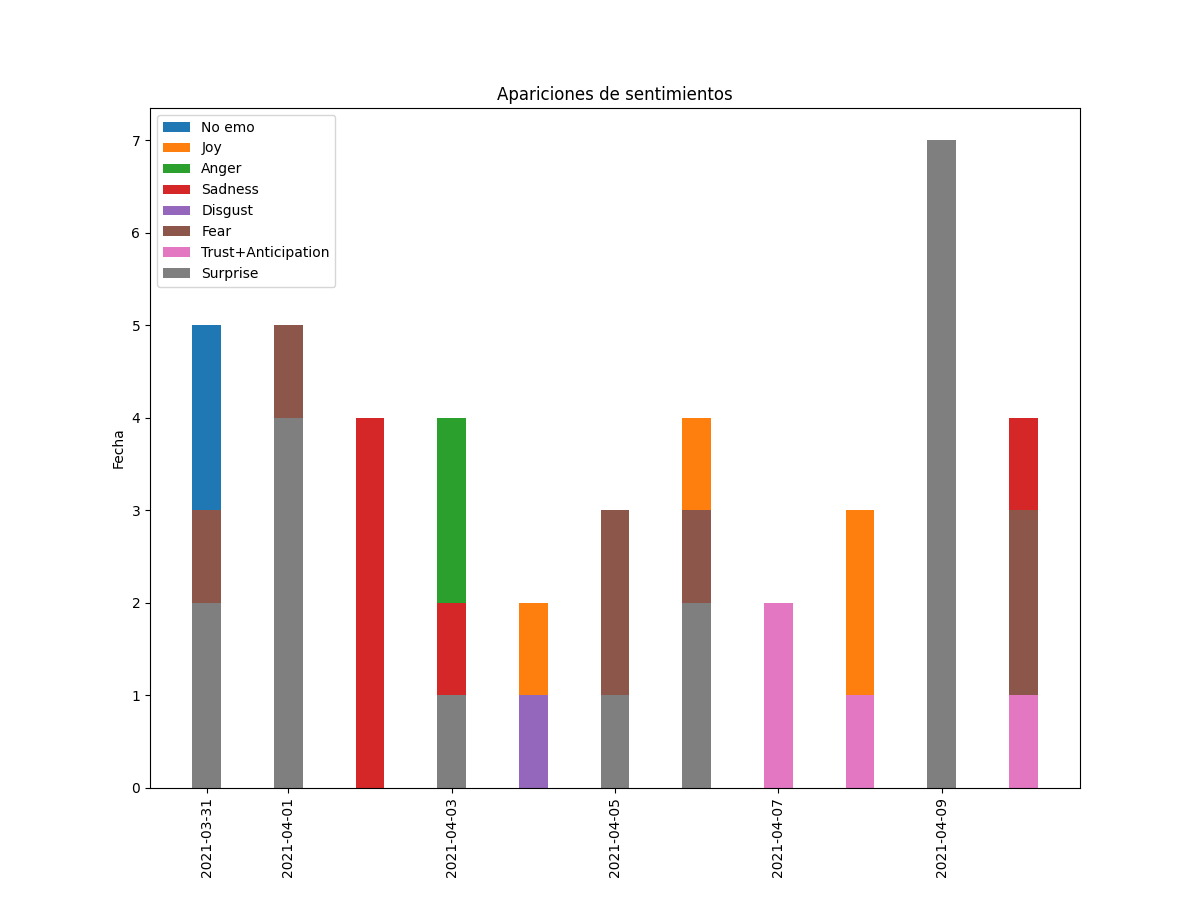 Apariciones de sentimientos
No emo
Joy
Anger
Sadness
Disgust
Fear
Trust+Anticipation
Surprise
7
6
5
4
3
2
1
0
Fecha
2021-03-31
2021-04-01
2021-04-03
2021-04-05
2021-04-07
2021-04-09